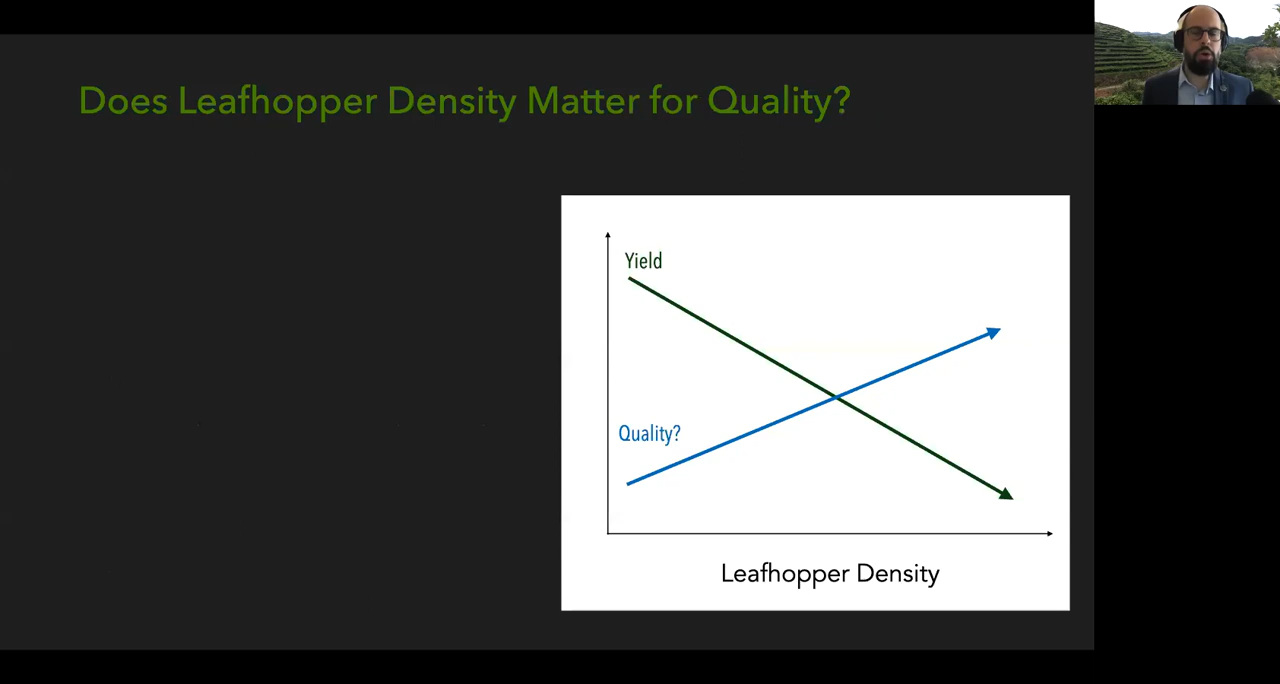 Does Leafhopper Density Matter for Quality?
Yield
Quality?
Leafhopper Density